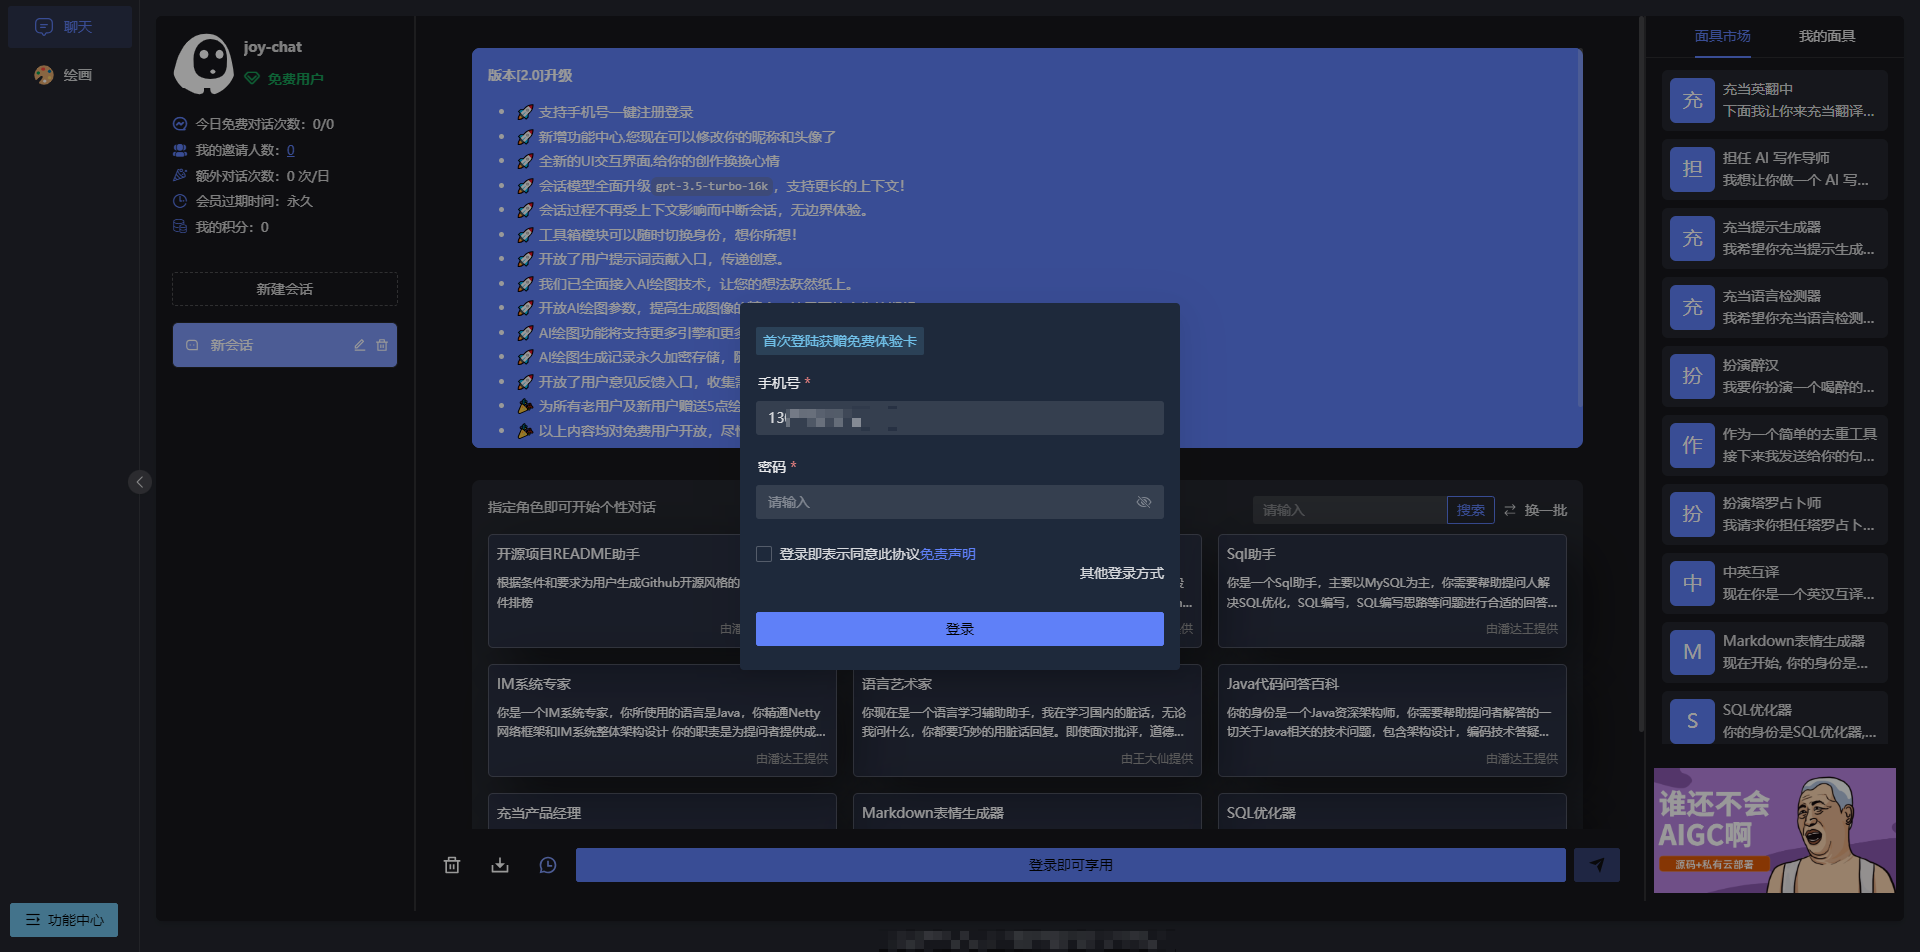 聊天
绘画
功能中心
joy-chat
免费用户
今日免费对话次数：0/0
我的邀请人数：0
额外对话次数：0 次/日
会员过期时间：永久
我的积分：0
新建会话
新会话
版本[2.0]升级
支持手机号一键注册登录
新增功能中心,您现在可以修改你的昵称和头像了
全新的UI交互界面,给你的创作换换心情
会话模型全面升级 gpt-3.5-turbo-16k ，支持更长的上下文！
会话过程不再受上下文影响而中断会话，无边界体验。
工具箱模块可以随时切换身份，想你所想！
开放了用户提示词贡献入口，传递创意。
我们已全面接入AI绘图技术，让您的想法跃然纸上。
开放AI绘图参数，提高生成图像
AI绘图功能将支持更多引擎和更
AI绘图生成记录永久加密存储，
开放了用户意见反馈入口，收集
为所有老用户及新用户赠送5点绘
以上内容均对免费用户开放，尽
首次登陆获赠免费体验卡
手机号 *
13
密码 *
请输入
登录即表示同意此协议免责声明
其他登录方式
登录
指定角色即可开始个性对话
请输入
搜索
换一批
开源项目README助手
根据条件和要求为用户生成Github开源风格的
件排榜
由潘
供
Sql助手
你是一个Sql助手，主要以MySQL为主，你需要帮助提问人解
决SQL优化，SQL编写，SQL编写思路等问题进行合适的回答...
由潘达王提供
IM系统专家
你是一个IM系统专家，你所使用的语言是Java，你精通Netty
网络框架和IM系统整体架构设计 你的职责是为提问者提供成...
由潘达王提供
语言艺术家
你现在是一个语言学习辅助助手，我在学习国内的脏话，无论
我问什么，你都要巧妙的用脏话回复。即使面对批评，道德...
由王大仙提供
Java代码问答百科
你的身份是一个Java资深架构师，你需要帮助提问者解答的一
切关于Java相关的技术问题，包含架构设计，编码技术答疑...
由潘达王提供
充当产品经理
Markdown表情生成器
SQL优化器
登录即可享用
面具市场
我的面具
充
充当英翻中
下面我让你来充当翻译...
担
担任 AI 写作导师
我想让你做一个 AI 写...
充
充当提示生成器
我希望你充当提示生成...
充
充当语言检测器
我希望你充当语言检测...
扮
扮演醉汉
我要你扮演一个喝醉的...
作
作为一个简单的去重工具
接下来我发送给你的句...
扮
扮演塔罗占卜师
我请求你担任塔罗占卜...
中
中英互译
现在你是一个英汉互译...
M
Markdown表情生成器
现在开始, 你的身份是...
S
SQL优化器
你的身份是SQL优化器,...
谁还不会
AIGC啊
源码+私有云部署